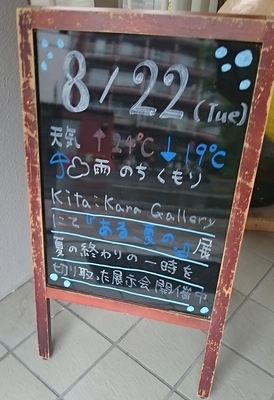 8/22(Tue)
天気 ↑24℃ ↓19℃
雨のちくもり
Kita:Kara Gallery
にて『ある夏の』展
夏の終わりの一時を
切り取った展示会開催中